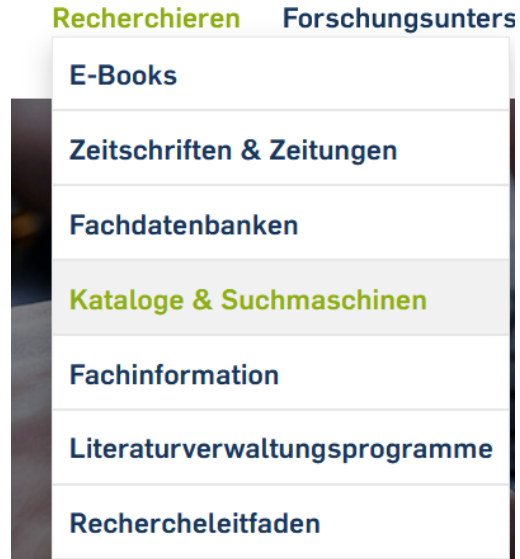 Recherchieren Forschungsunters
E-Books
Zeitschriften & Zeitungen
Fachdatenbanken
Kataloge & Suchmaschinen
Fachinformation
Literaturverwaltungsprogramme
Rechercheleitfaden